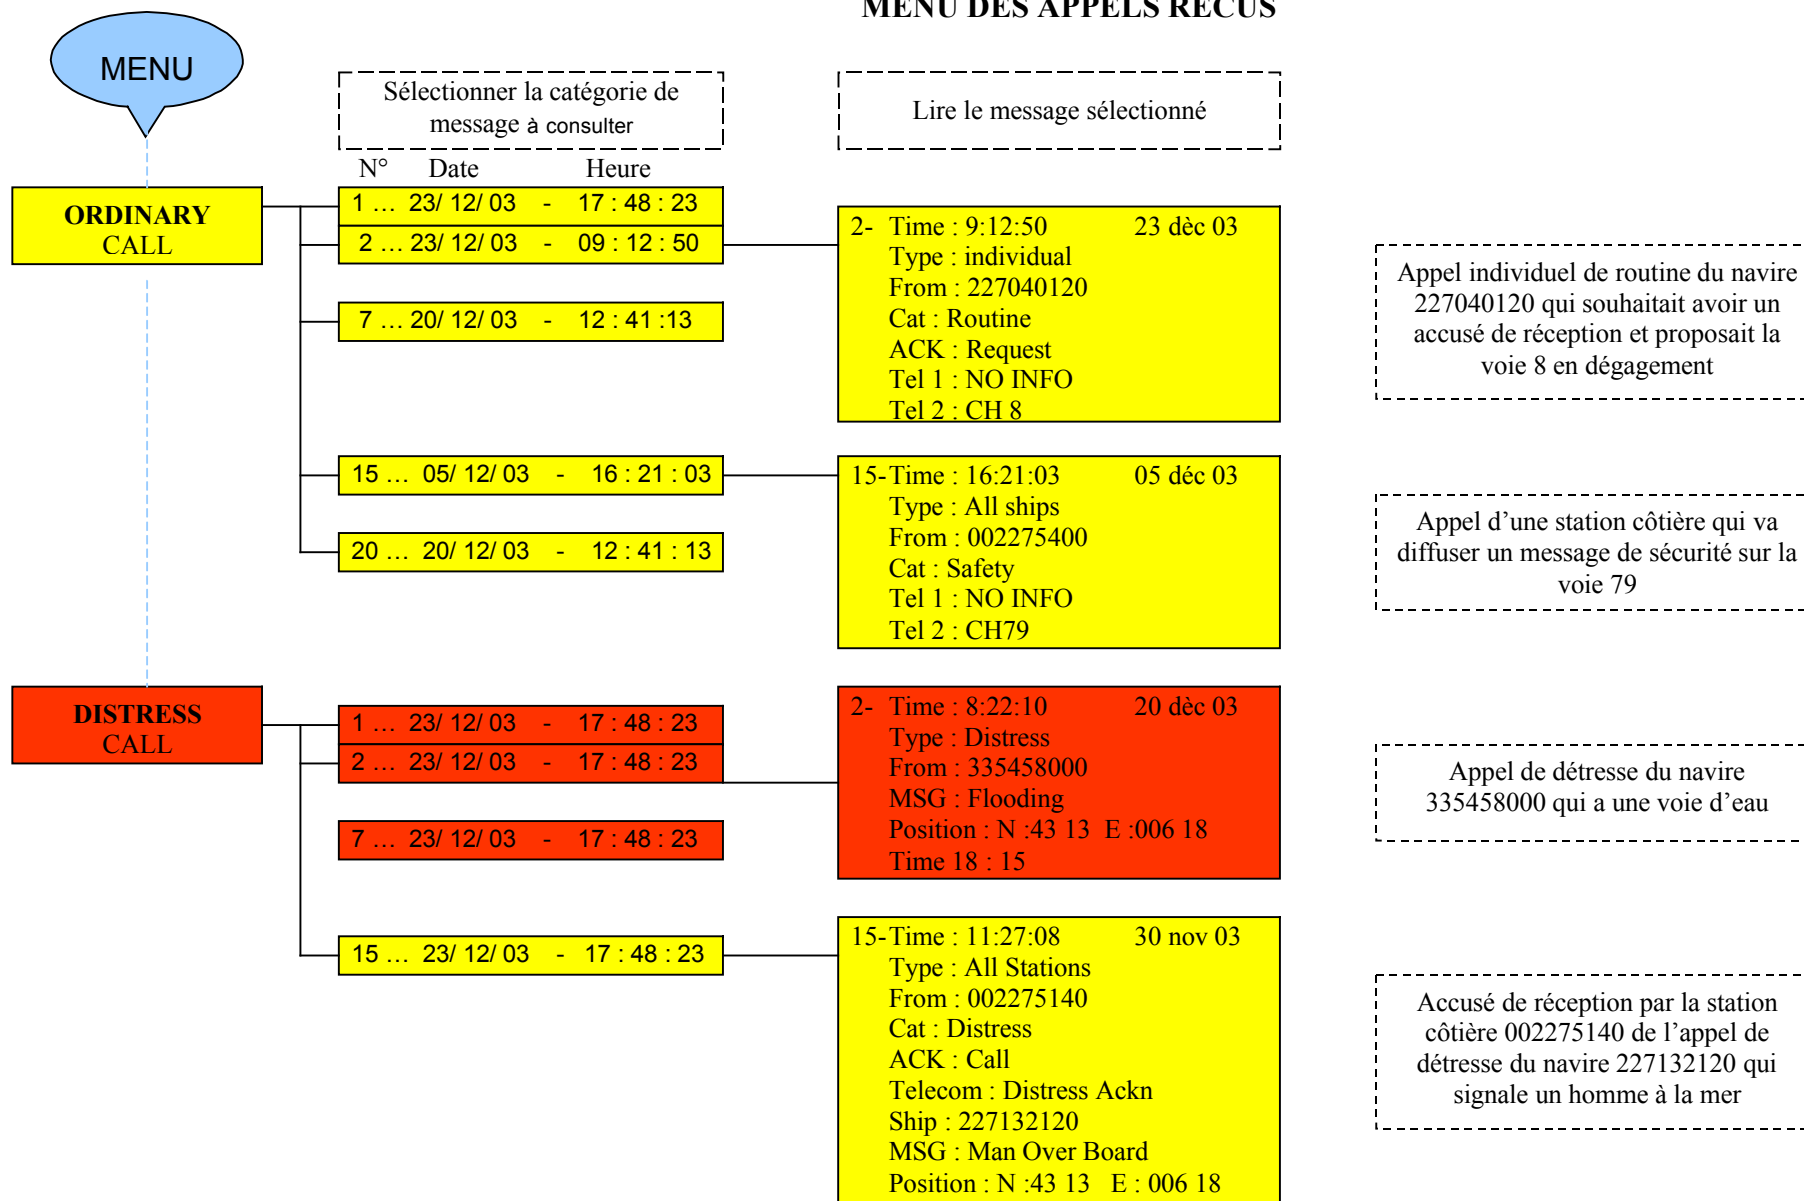 MENU DES APPELS RECUS
MENU
Sélectionner la catégorie de
message à consulter
Lire le message sélectionné
N° Date Heure
ORDINARY
CALL
1 … 23/ 12/ 03 - 17 : 48 : 23
2 … 23/ 12/ 03 - 09 : 12 : 50
7 … 20/ 12/ 03 - 12 : 41 :13
15 … 05/ 12/ 03 - 16 : 21 : 03
20 … 20/ 12/ 03 - 12 : 41 : 13
2- Time : 9:12:50 23 dèc 03
Type : individual
From : 227040120
Cat : Routine
ACK : Request
Tel 1 : NO INFO
Tel 2 : CH 8
Appel individuel de routine du navire
227040120 qui souhaitait avoir un
accusé de réception et proposait la
voie 8 en dégagement
15-Time : 16:21:03 05 déc 03
Type : All ships
From : 002275400
Cat : Safety
Tel 1 : NO INFO
Tel 2 : CH79
Appel d’une station côtière qui va
diffuser un message de sécurité sur la
voie 79
DISTRESS
CALL
1 … 23/ 12/ 03 - 17 : 48 : 23
2 … 23/ 12/ 03 - 17 : 48 : 23
7 … 23/ 12/ 03 - 17 : 48 : 23
15 … 23/ 12/ 03 - 17 : 48 : 23
2- Time : 8:22:10 20 dèc 03
Type : Distress
From : 335458000
MSG : Flooding
Position : N :43 13 E :006 18
Time 18 : 15
Appel de détresse du navire
335458000 qui a une voie d’eau
15-Time : 11:27:08 30 nov 03
Type : All Stations
From : 002275140
Cat : Distress
ACK : Call
Telecom : Distress Ackn
Ship : 227132120
MSG : Man Over Board
Position : N :43 13 E : 006 18
Accusé de réception par la station
côtière 002275140 de l’appel de
détresse du navire 227132120 qui
signale un homme à la mer